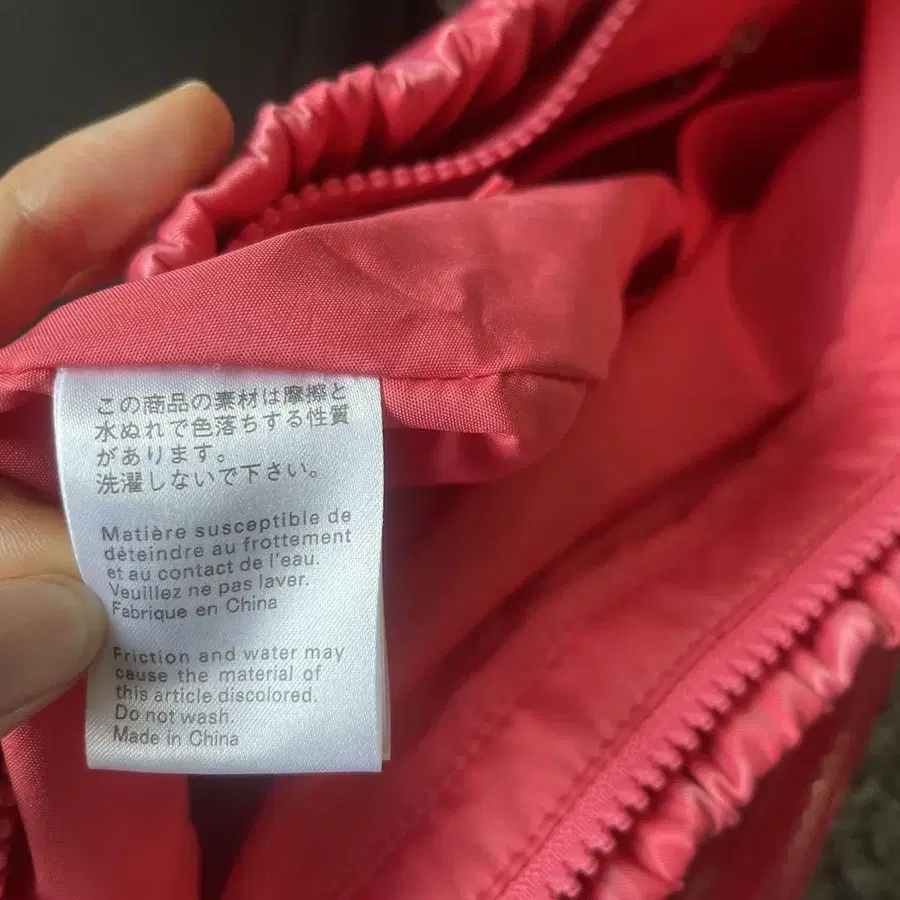 この商品の素材は摩擦と
水ぬれで色落ちする性質
があります。
洗濯しないで下さい。
Matière susceptible de
déteindre au frottement
et au contact de l'eau.
Veuillez ne pas laver.
Fabrique en China
Friction and water may
cause the material of
this article discolored.
Do not wash.
Made in China